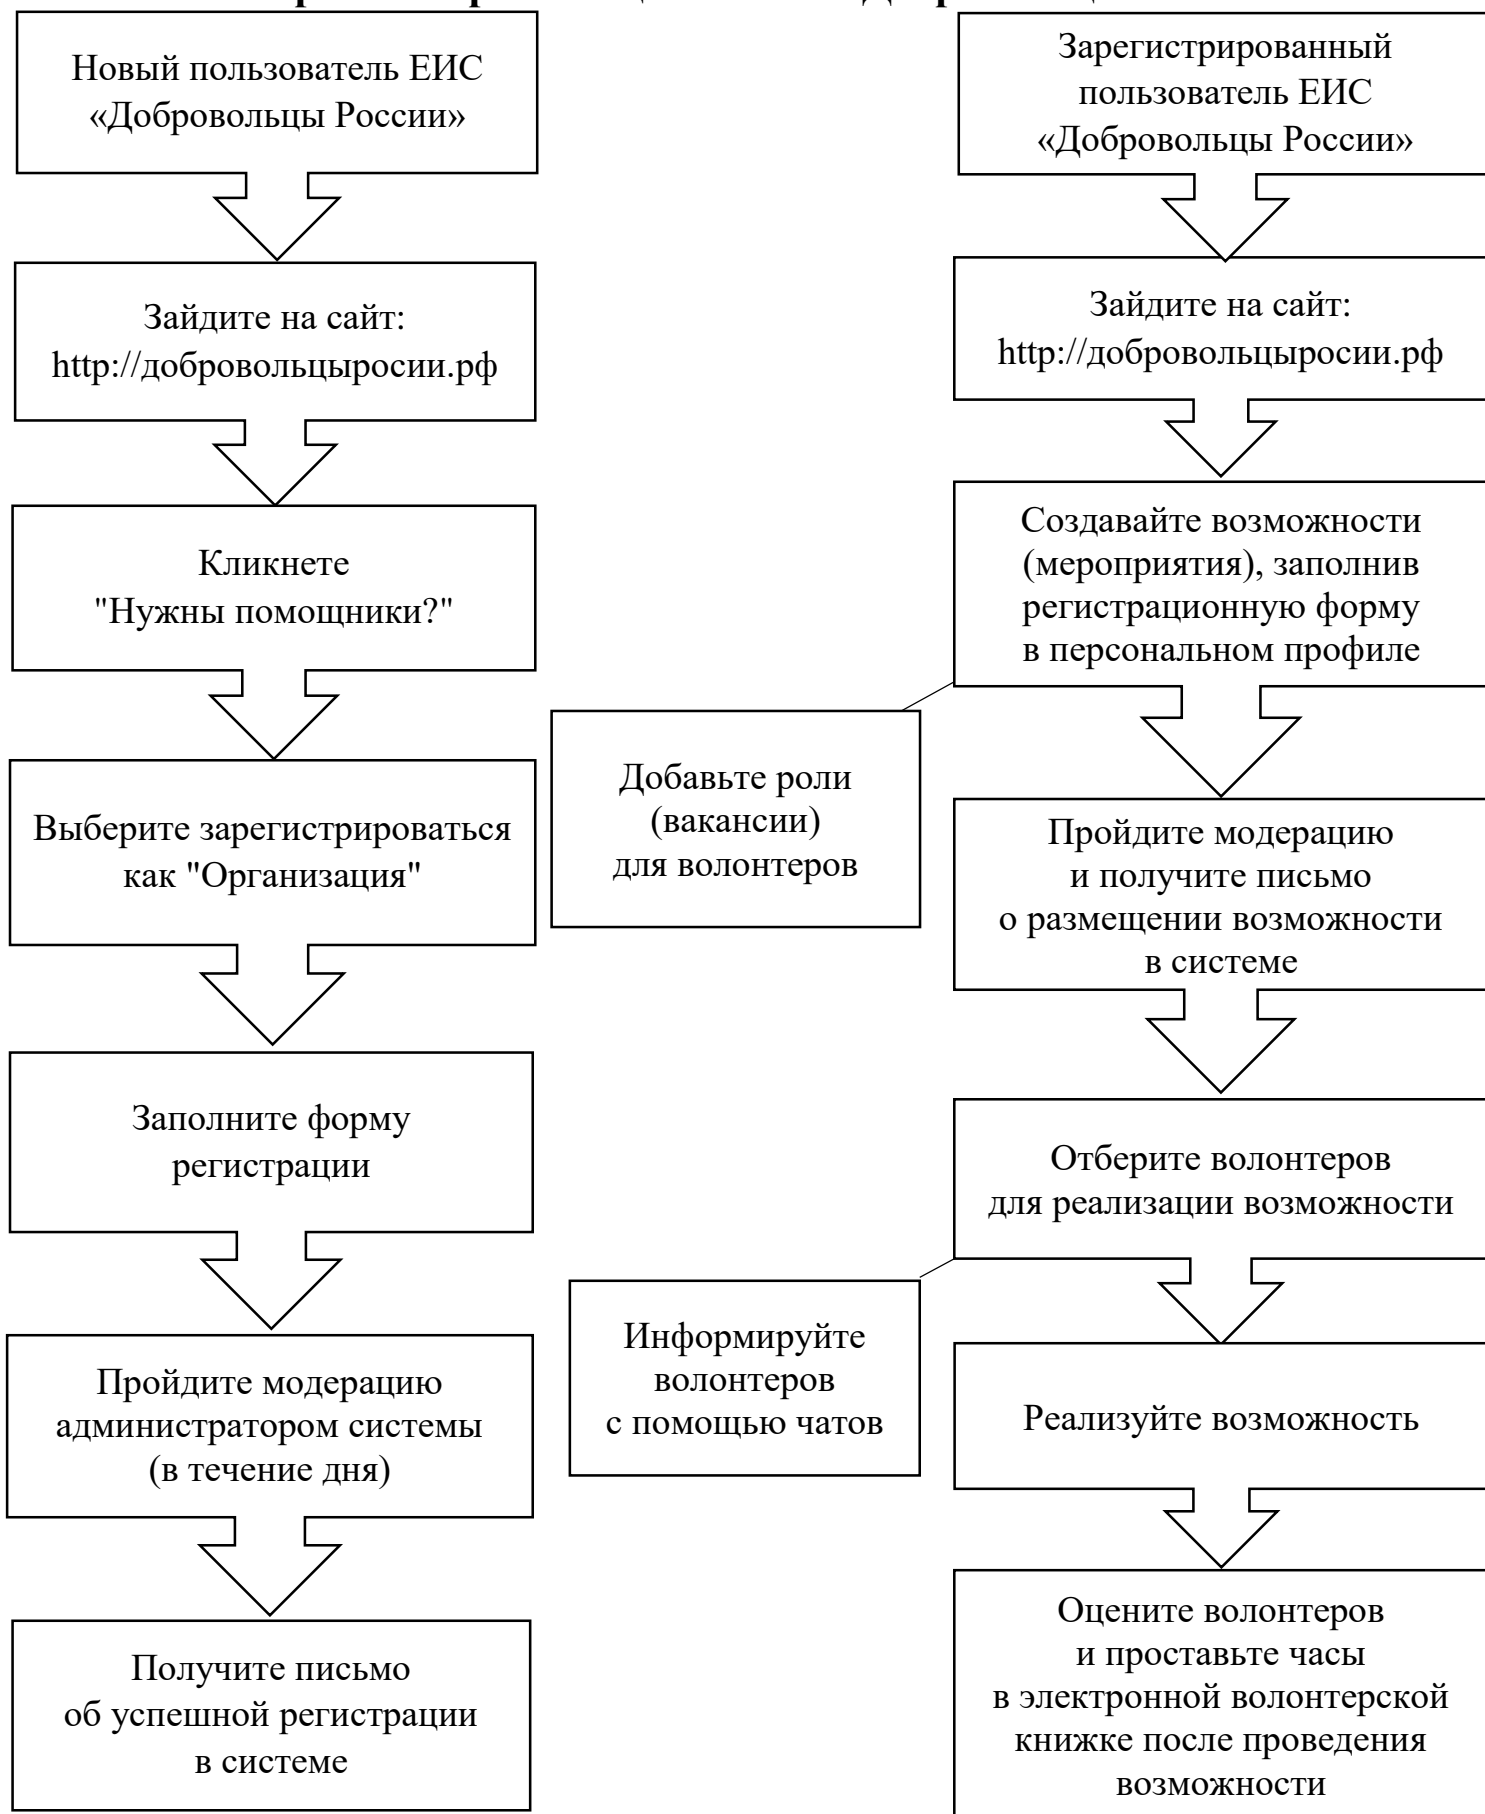 Новый пользователь ЕИС
«Добровольцы России»
Зайдите на сайт:
http://добровольцыросии.рф
Кликнете
"Нужны помощники?"
Выберите зарегистрироваться
как "Организация"
Заполните форму
регистрации
Пройдите модерацию
администратором системы
(в течение дня)
Получите письмо
об успешной регистрации
в системе
Зарегистрированный
пользователь ЕИС
«Добровольцы России»
Зайдите на сайт:
http://добровольцыросии.рф
Создавайте возможности
(мероприятия), заполнив
регистрационную форму
в персональном профиле
Добавьте роли
(вакансии)
для волонтеров
Пройдите модерацию
и получите письмо
о размещении возможности
в системе
Отберите волонтеров
для реализации возможности
Информируйте
волонтеров
с помощью чатов
Реализуйте возможность
Оцените волонтеров
и проставьте часы
в электронной волонтерской
книжке после проведения
возможности